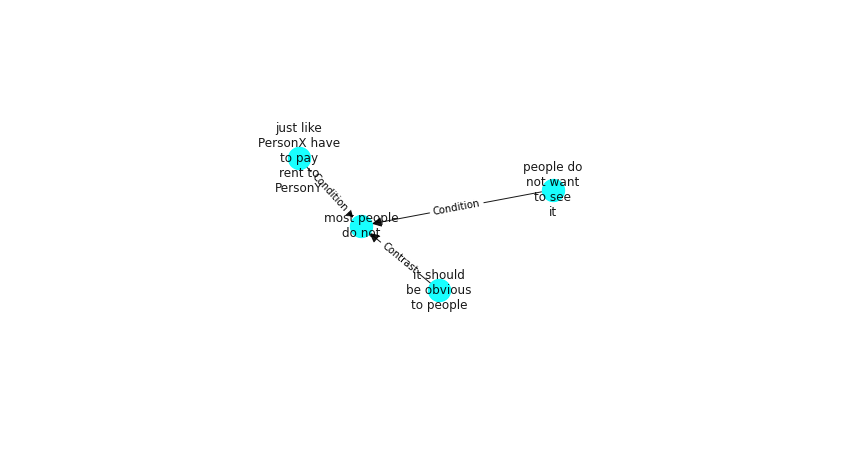 just like
PersonX have
to pay
rent to
PersonY
Condition
people do
not want
to see
it
Condition
most people
do not
Contrast
it should
be obvious
to people